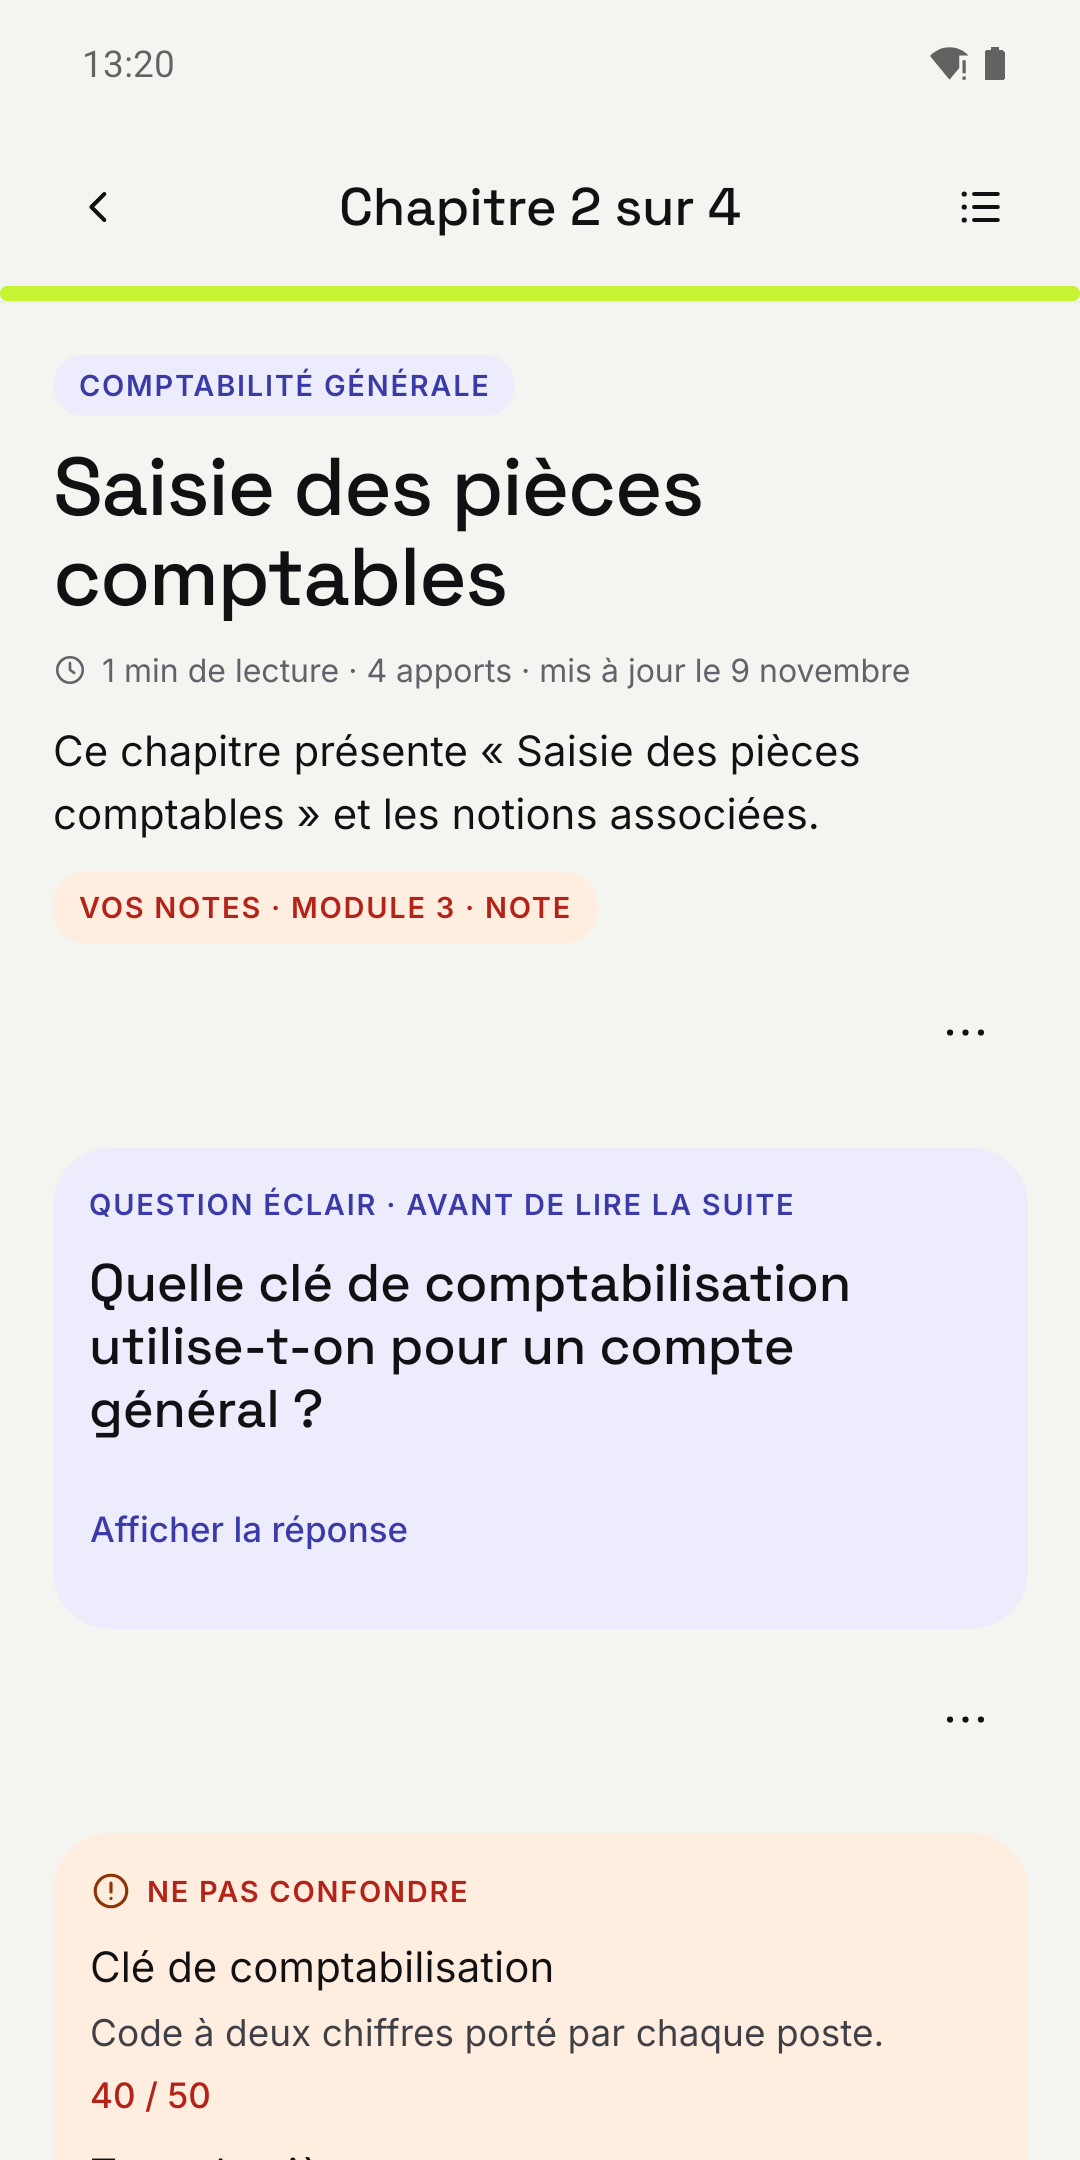 13:20
Chapitre 2 sur 4
COMPTABILITÉ GÉNÉRALE
Saisie des pièces
comptables
1 min de lecture · 4 apports · mis à jour le 9 novembre
Ce chapitre présente « Saisie des pièces
comptables » et les notions associées.
VOS NOTES · MODULE 3 · NOTE
QUESTION ÉCLAIR · AVANT DE LIRE LA SUITE
Quelle clé de comptabilisation
utilise-t-on pour un compte
général ?
Afficher la réponse
NE PAS CONFONDRE
Clé de comptabilisation
Code à deux chiffres porté par chaque poste.
40 / 50